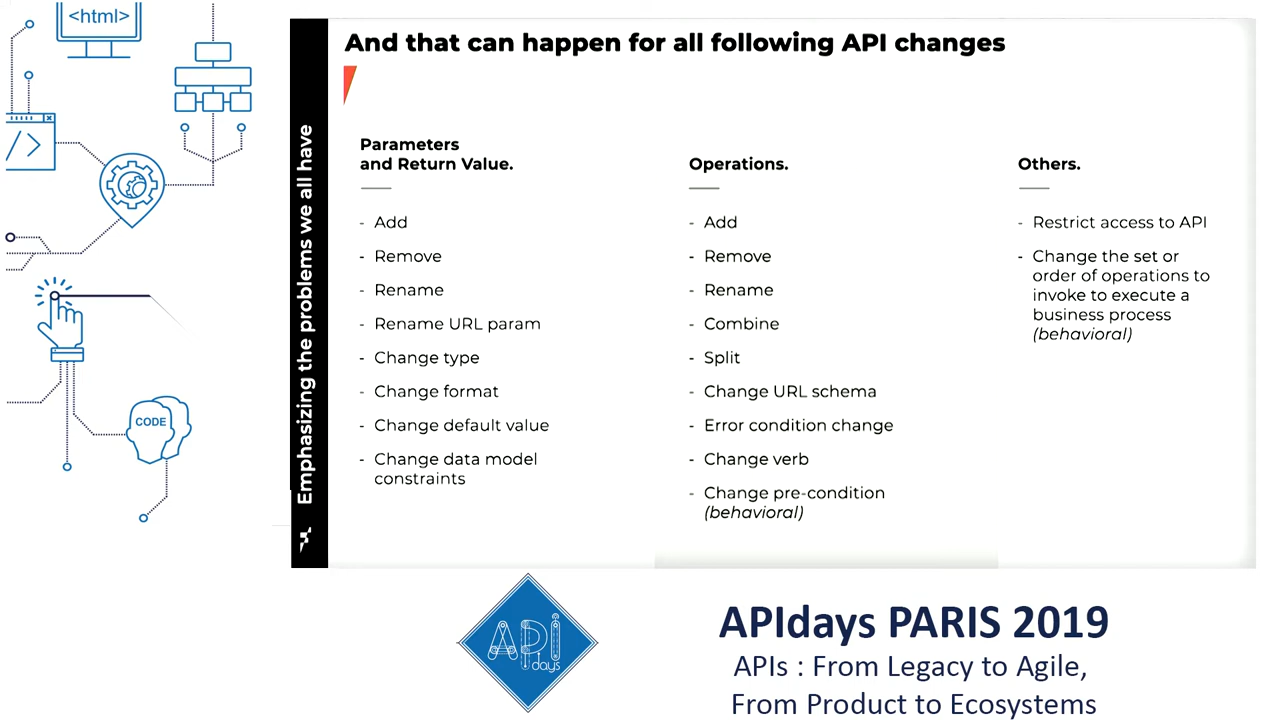 <html>
And that can happen for all following API changes
Emphasizing the problems we all have
Parameters
and Return Value.
- Add
- Remove
- Rename
- Rename URL param
- Change type
- Change format
- Change default value
- Change data model
constraints
Operations.
- Add
- Remove
- Rename
- Combine
- Split
- Change URL schema
- Error condition change
- Change verb
- Change pre-condition
(behavioral)
Others.
- Restrict access to API
- Change the set or
order of operations to
invoke to execute a
business process
(behavioral)
/>
CODE
API
days
APIdays PARIS 2019
APIs : From Legacy to Agile,
From Product to Ecosystems